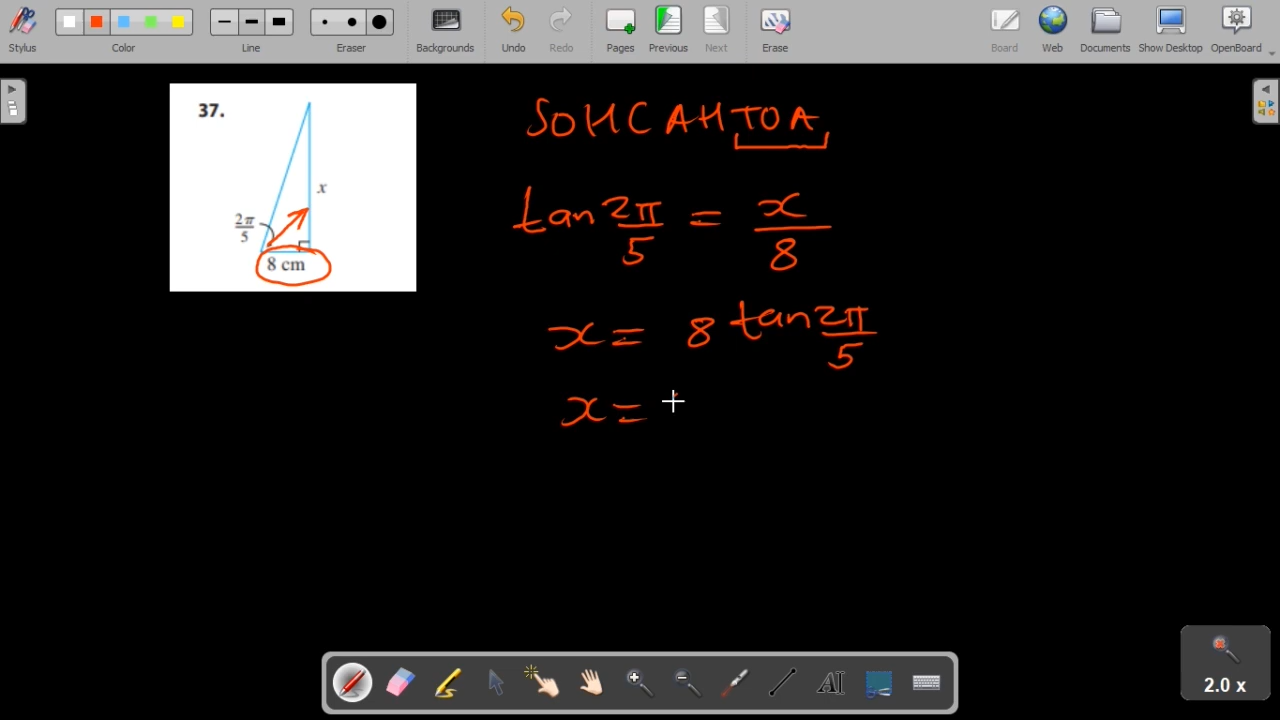 Stylus
Color
Line
Eraser
Backgrounds
Undo
Redo
Pages
Previous
Next
Erase
Board
Web
Documents
Show Desktop
OpenBoard
37.
x
2π/5
8 cm
SOHCAHTOA
tan 2π/5 = x/8
x = 8 tan 2π/5
x =
AI
2.0 x